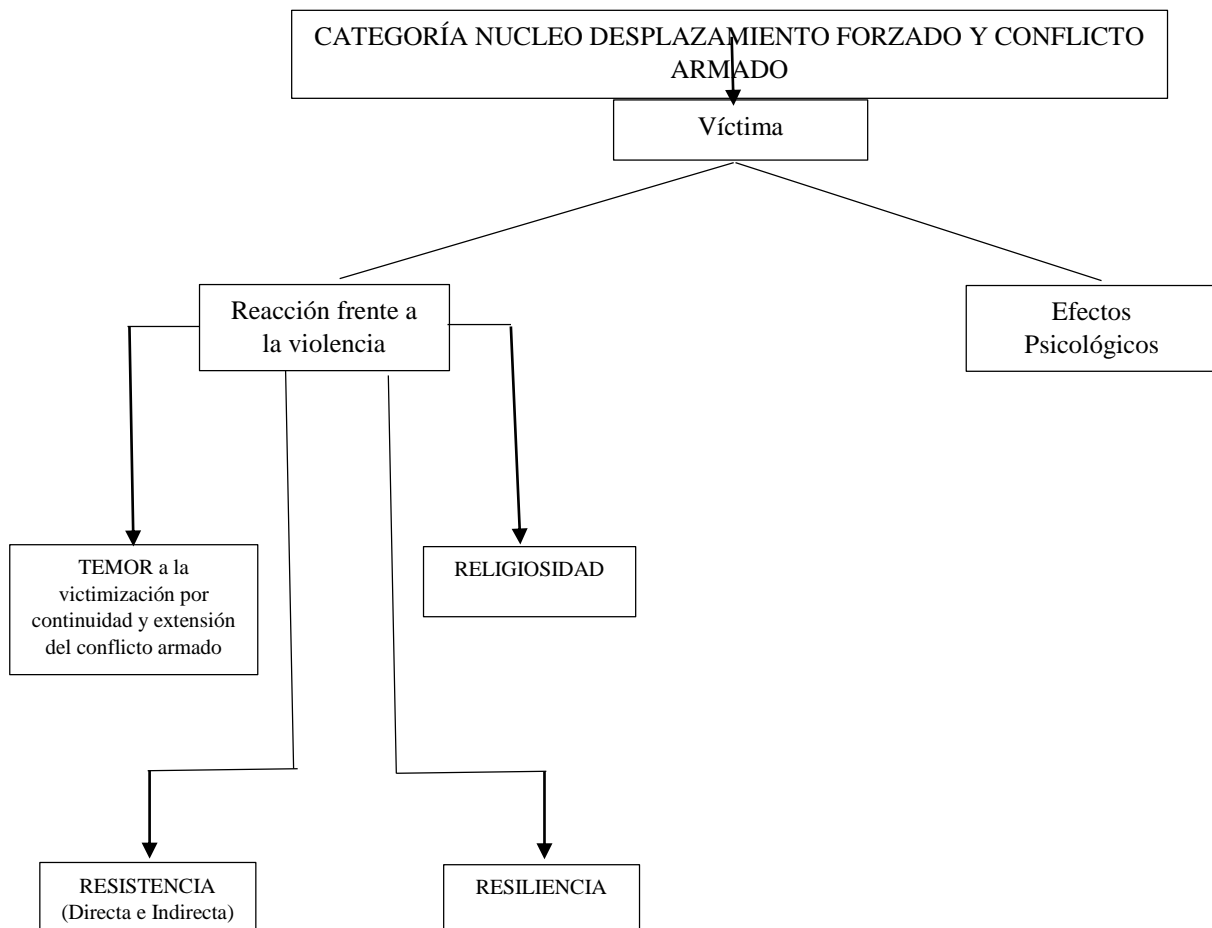 CATEGORÍA NUCLEO DESPLAZAMIENTO FORZADO Y CONFLICTO
ARMADO
Víctima
Reacción frente a
la violencia
Efectos
Psicológicos
TEMOR a la
victimización por
continuidad y extensión
del conflicto armado
RELIGIOSIDAD
RESISTENCIA
(Directa e Indirecta)
RESILIENCIA